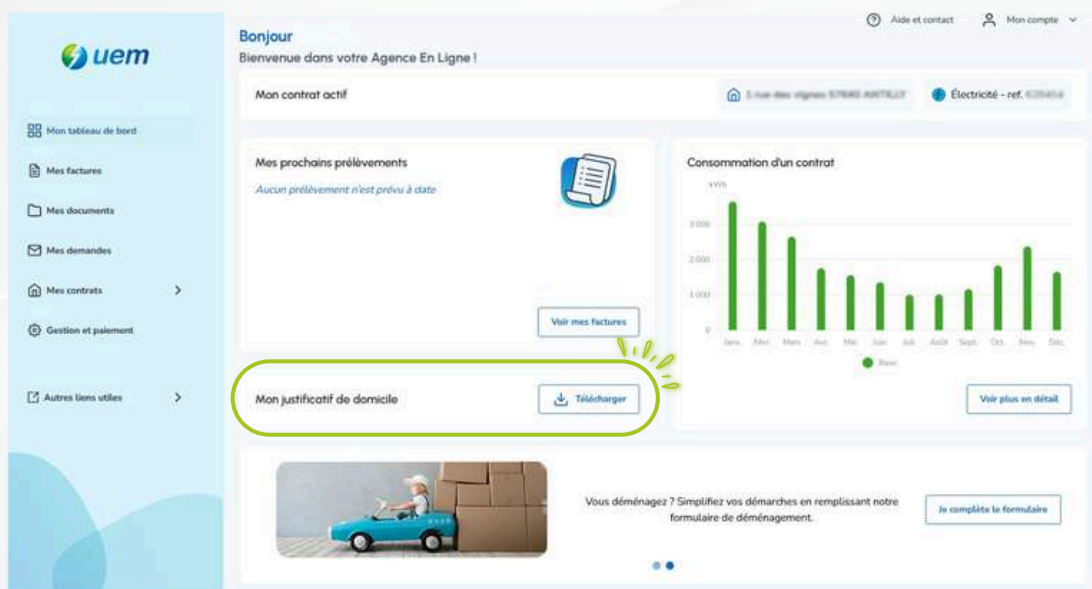 Aide et contact
Mon compte
uem
Bonjour
Bienvenue dans votre Agence En Ligne !
Mon contrat actif
Électricité - ref.
Mon tableau de bord
Mes factures
Mes documents
Mes demandes
Mes contrats
Gestion et paiement
Autres liens utiles
Mes prochains prélèvements
Aucun prélèvement n'est prévu à date
Voir mes factures
Consommation d'un contrat
kWh
3 000
2 000
1 000
0
Janv. Févr. Mars Avr. Mai Juin Juil. Août Sept. Oct. Nov. Déc.
Voir plus en détail
Mon justificatif de domicile
Télécharger
Vous déménagez ? Simplifiez vos démarches en remplissant notre
formulaire de déménagement.
Je complète le formulaire